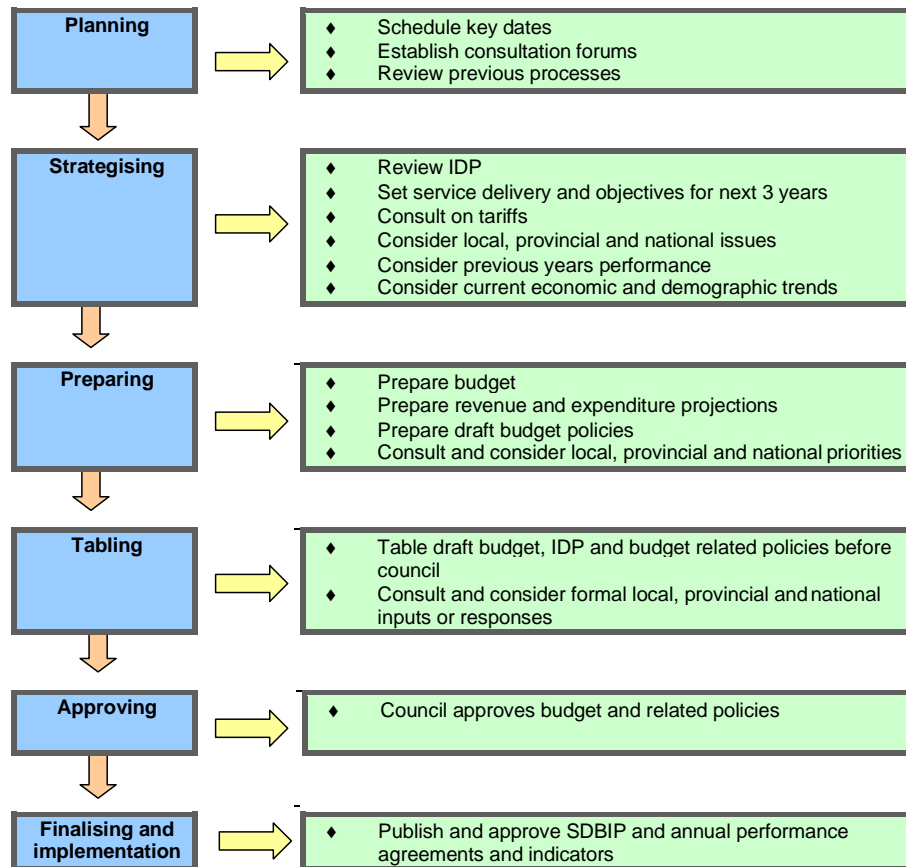 Planning
♦ Schedule key dates
♦ Establish consultation forums
♦ Review previous processes
Strategising
♦ Review IDP
♦ Set service delivery and objectives for next 3 years
♦ Consult on tariffs
♦ Consider local, provincial and national issues
♦ Consider previous years performance
♦ Consider current economic and demographic trends
Preparing
♦ Prepare budget
♦ Prepare revenue and expenditure projections
♦ Prepare draft budget policies
♦ Consult and consider local, provincial and national priorities
Tabling
♦ Table draft budget, IDP and budget related policies before
council
♦ Consult and consider formal local, provincial and national
inputs or responses
Approving
♦ Council approves budget and related policies
Finalising and
implementation
♦ Publish and approve SDBIP and annual performance
agreements and indicators